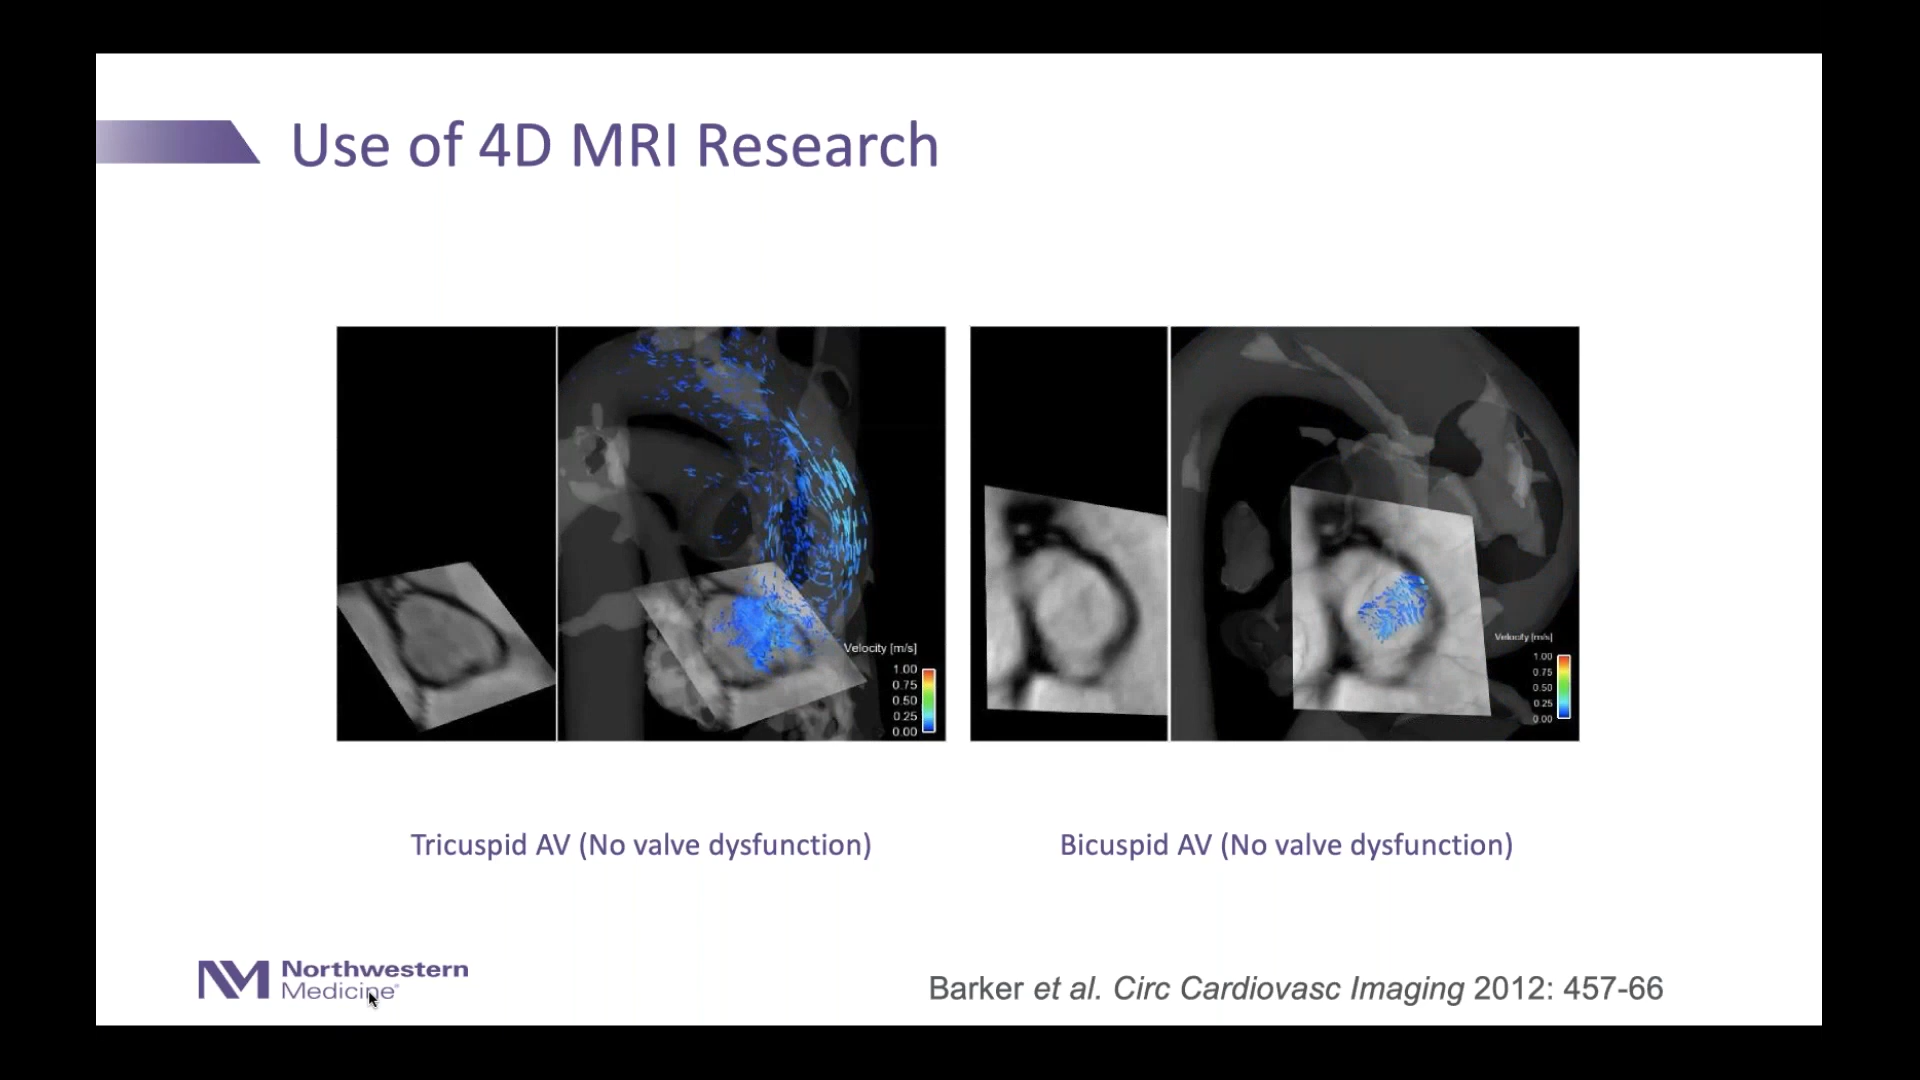 Use of 4D MRI Research
Velocity [m/s]
1.00
0.75
0.50
0.25
0.00
Velocity [m/s]
1.00
0.75
0.50
0.25
0.00
Tricuspid AV (No valve dysfunction)
Bicuspid AV (No valve dysfunction)
NM
Northwestern
Medicine®
Barker et al. Circ Cardiovasc Imaging 2012: 457-66